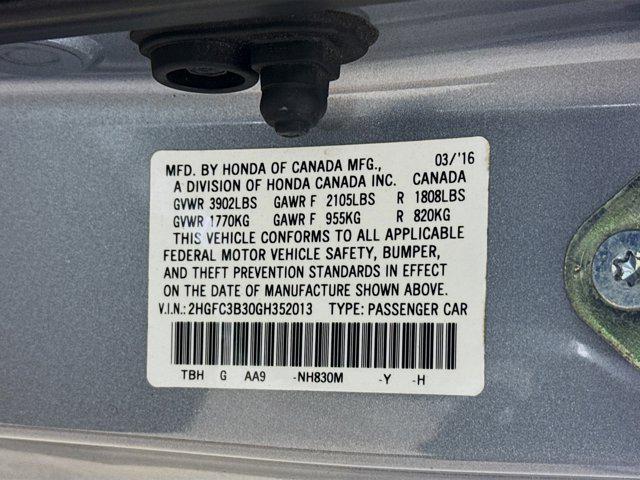 MFD. BY HONDA OF CANADA MFG., 03/'16
A DIVISION OF HONDA CANADA INC. CANADA
GVWR 3902LBS GAWR F 2105LBS R 1808LBS
GVWR 1770KG GAWR F 955KG R 820KG
THIS VEHICLE CONFORMS TO ALL APPLICABLE
FEDERAL MOTOR VEHICLE SAFETY, BUMPER,
AND THEFT PREVENTION STANDARDS IN EFFECT
ON THE DATE OF MANUFACTURE SHOWN ABOVE.
V.I.N.: 2HGFC3B30GH352013 TYPE: PASSENGER CAR
TBH G AA9 -NH830M -Y -H